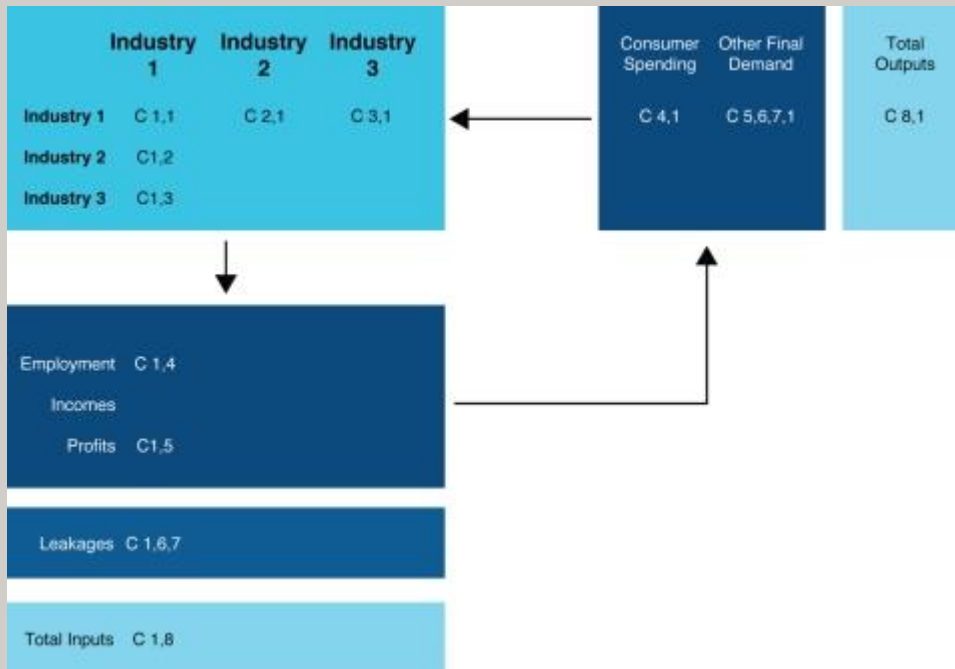 Industry Industry Industry
1 2 3
Consumer Other Final
Spending Demand
Total
Outputs
Industry 1 C 1,1 C 2,1 C 3,1 C 4,1 C 5,6,7,1 C 8,1
Industry 2 C1,2
Industry 3 C1,3
Employment C 1,4
Incomes
Profits C1,5
Leakages C 1,6,7
Total Inputs C 1,8